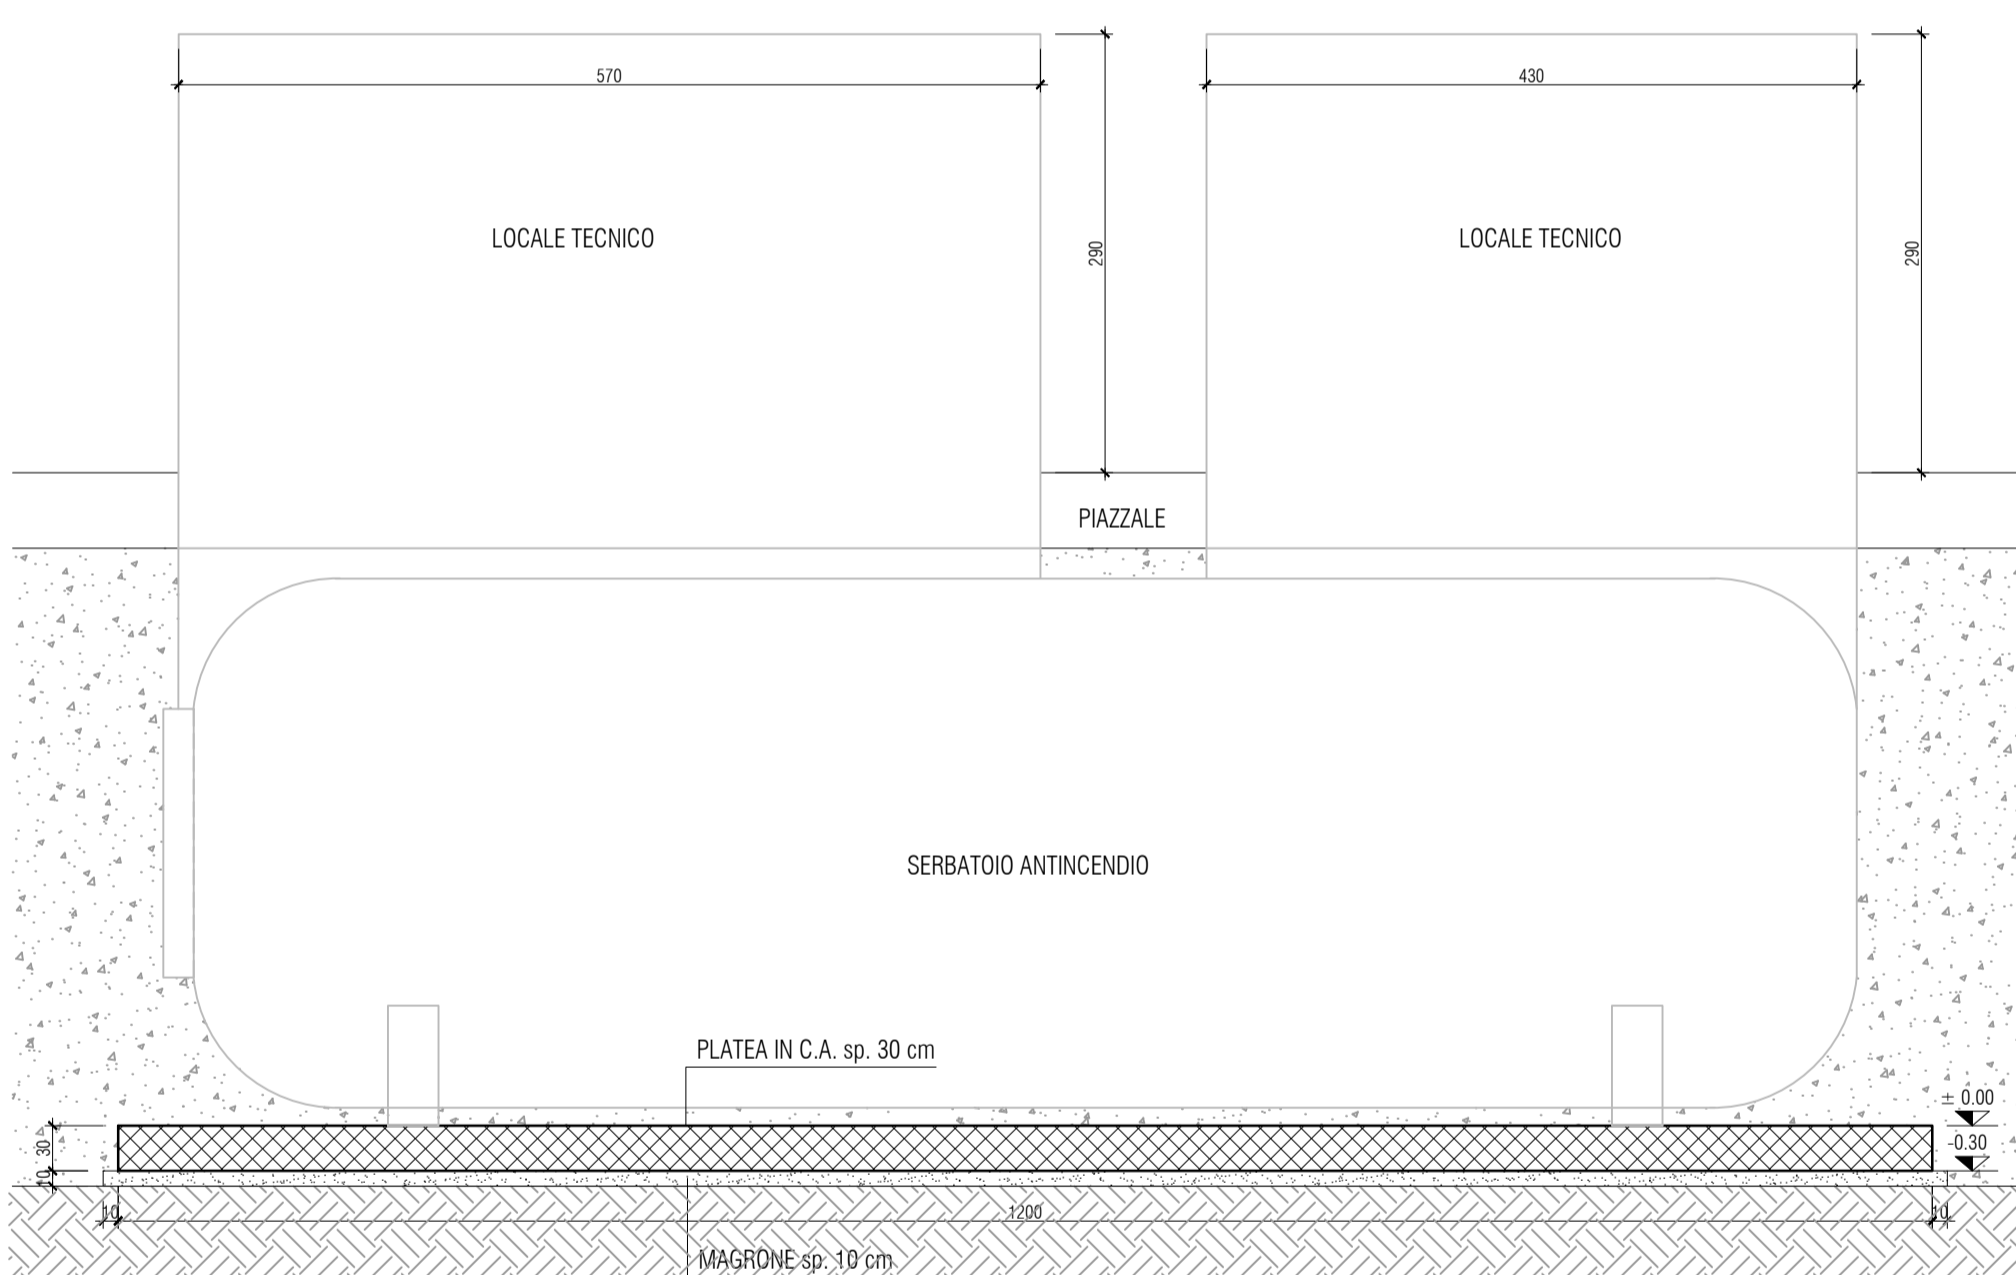 570
430
LOCALE TECNICO
LOCALE TECNICO
290
290
PIAZZALE
SERBATOIO ANTINCENDIO
PLATEA IN C.A. sp. 30 cm
± 0.00
-0.30
30
10
10
1200
10
MAGRONE sp. 10 cm